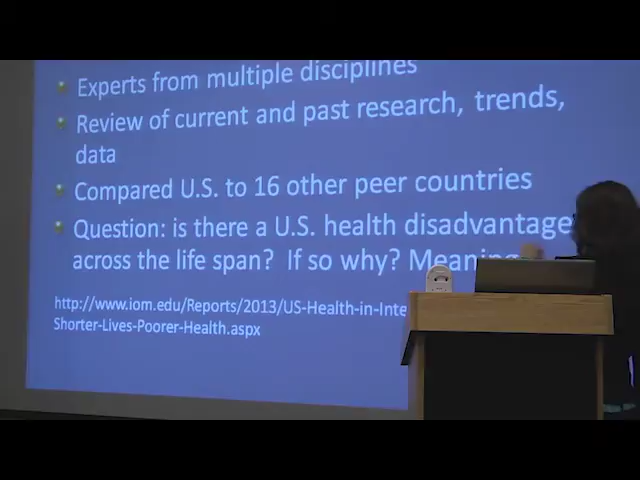 Experts from multiple disciplines
Review of current and past research, trends,
data
Compared U.S. to 16 other peer countries
Question: is there a U.S. health disadvantage
across the life span? If so why?
http://www.iom.edu/Reports/2013/US-Health-in-Inte
Shorter-Lives-Poorer-Health.aspx